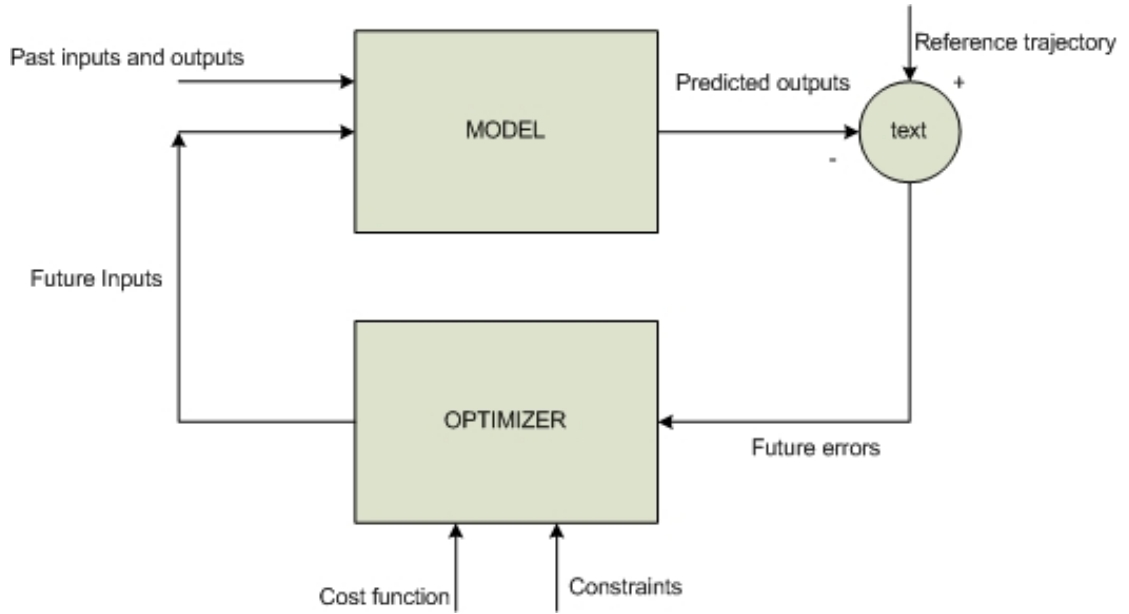 Reference trajectory
Past inputs and outputs
Predicted outputs
+
MODEL
text
-
Future Inputs
OPTIMIZER
Future errors
Cost function
Constraints